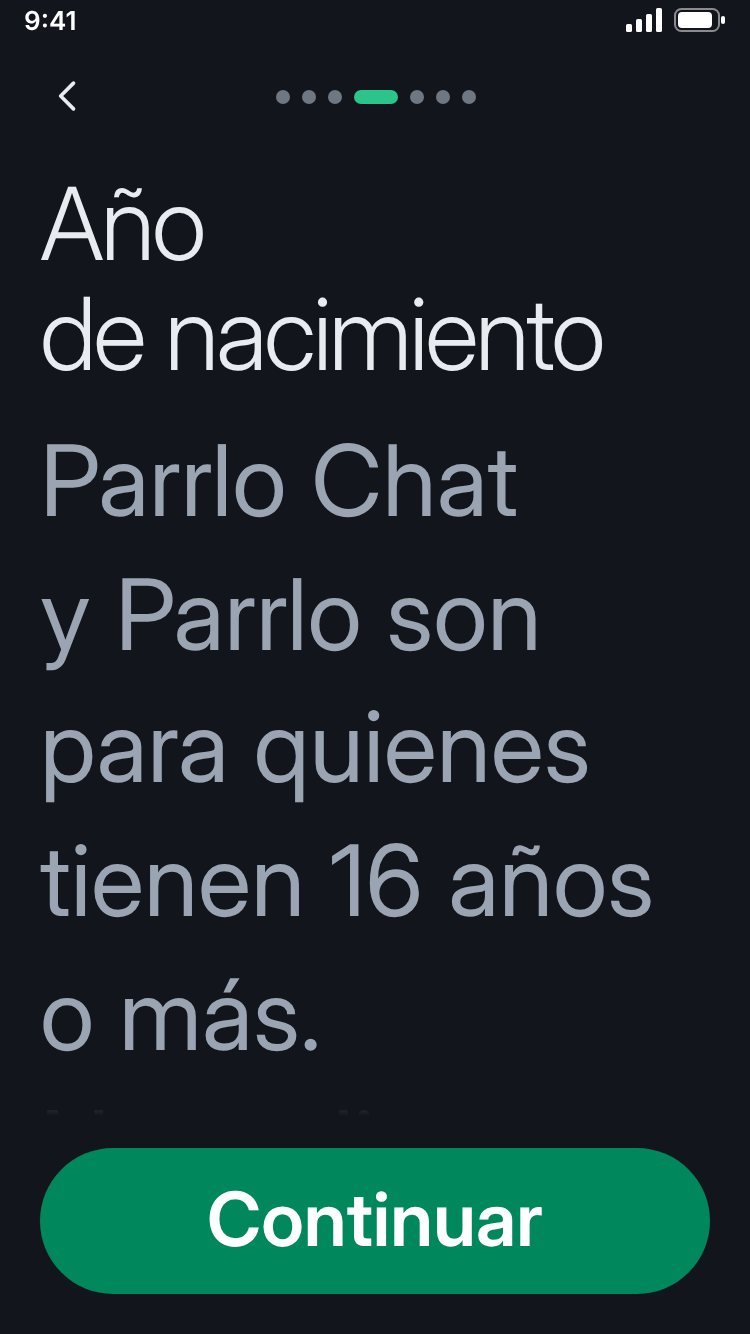 9:41
Año
de nacimiento
Parrlo Chat
y Parrlo son
para quienes
tienen 16 años
o más.
Continuar